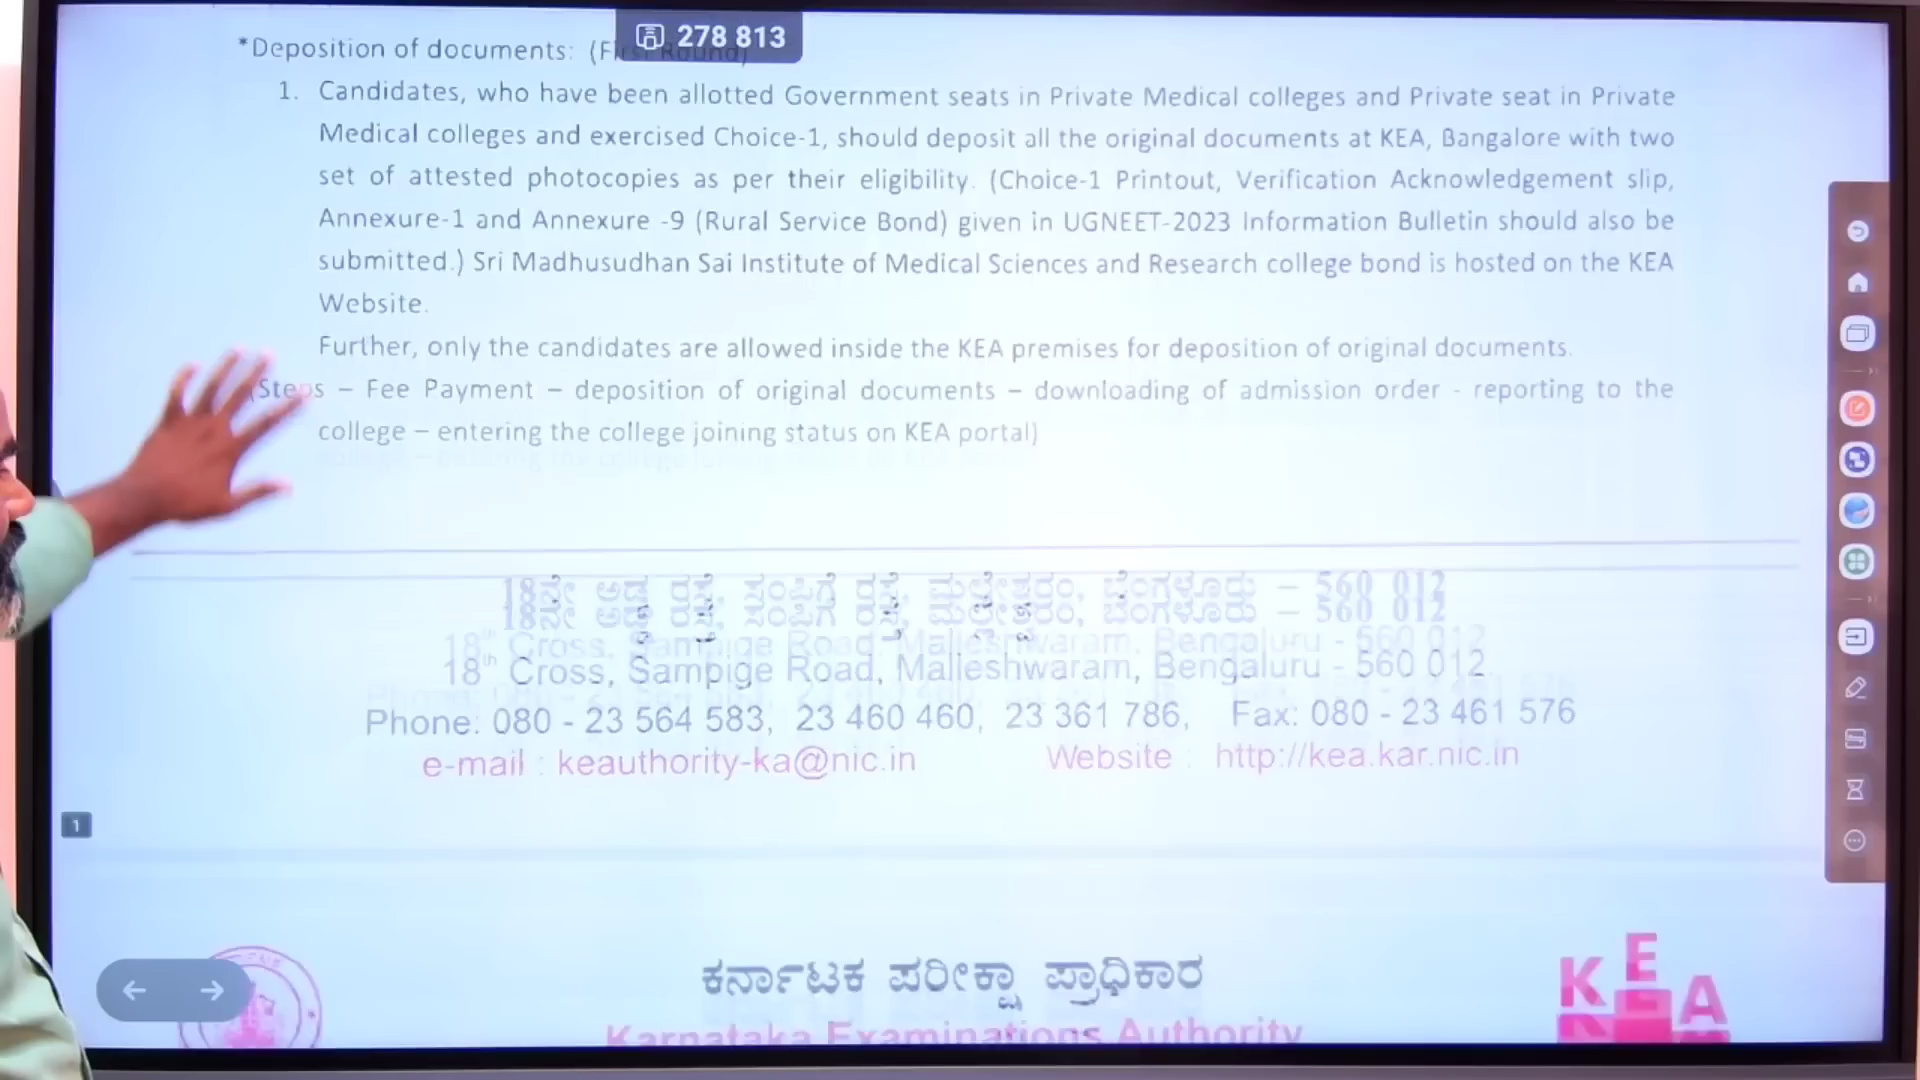 278 813
*Deposition of documents: (First Round)
1. Candidates, who have been allotted Government seats in Private Medical colleges and Private seat in Private
Medical colleges and exercised Choice-1, should deposit all the original documents at KEA, Bangalore with two
set of attested photocopies as per their eligibility. (Choice-1 Printout, Verification Acknowledgement slip,
Annexure-1 and Annexure -9 (Rural Service Bond) given in UGNEET-2023 Information Bulletin should also be
submitted.) Sri Madhusudhan Sai Institute of Medical Sciences and Research college bond is hosted on the KEA
Website.
Further, only the candidates are allowed inside the KEA premises for deposition of original documents.
(Steps – Fee Payment – deposition of original documents – downloading of admission order - reporting to the
college – entering the college joining status on KEA portal)
18ನೇ ಅಡ್ಡ ರಸ್ತೆ, ಸಂಪಿಗೆ ರಸ್ತೆ, ಮಲ್ಲೇಶ್ವರಂ, ಬೆಂಗಳೂರು – 560 012
18th Cross, Sampige Road, Malleshwaram, Bengaluru - 560 012
Phone: 080 - 23 564 583, 23 460 460, 23 361 786, Fax: 080 - 23 461 576
e-mail : keauthority-ka@nic.in Website : http://kea.kar.nic.in
1
ಕರ್ನಾಟಕ ಪರೀಕ್ಷಾ ಪ್ರಾಧಿಕಾರ
KEA
Karnataka Examinations Authority